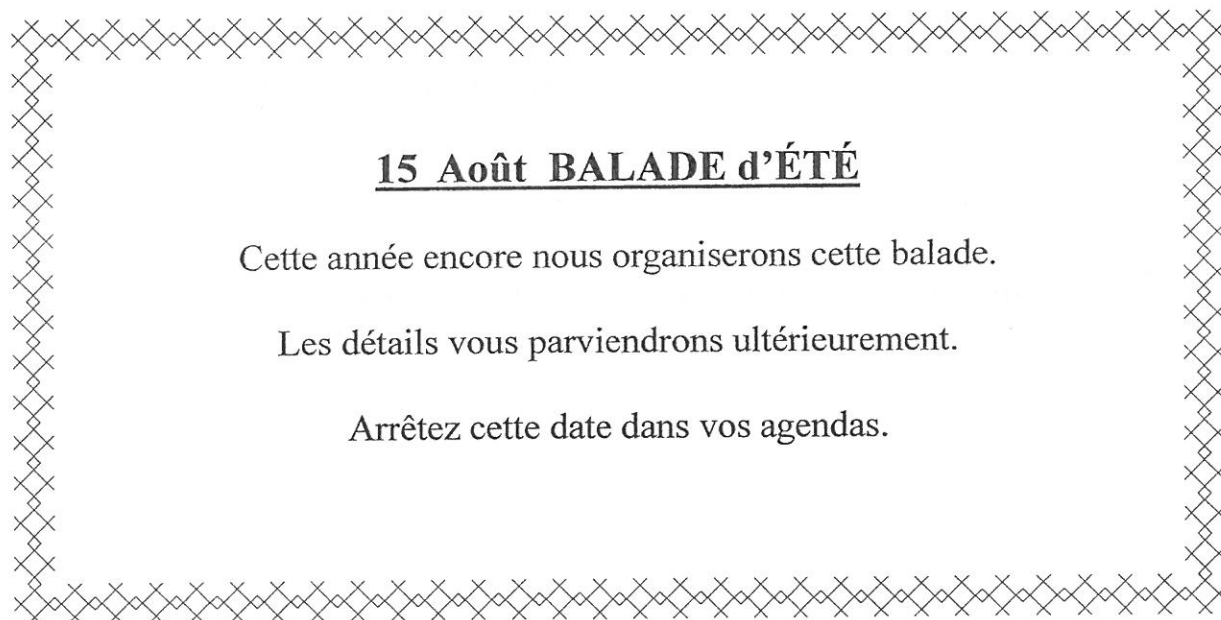 15 Août BALADE d'ÉTÉ
Cette année encore nous organiserons cette balade.
Les détails vous parviendrons ultérieurement.
Arrêtez cette date dans vos agendas.